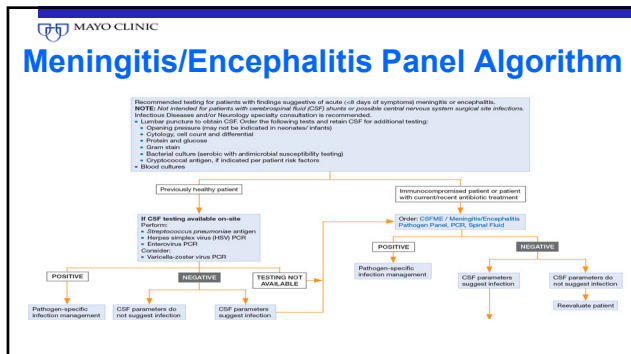 MAYO CLINIC
Meningitis/Encephalitis Panel Algorithm
Recommended testing for patients with findings suggestive of acute (<8 days of symptoms) meningitis or encephalitis.
NOTE: Not intended for patients with cerebrospinal fluid (CSF) shunts or possible central nervous system surgical site infections.
Infectious Diseases and/or Neurology specialty consultation is recommended.
• Lumbar puncture to obtain CSF. Order the following tests and retain CSF for additional testing:
• Opening pressure (may not be indicated in neonates/ infants)
• Cytology, cell count and differential
• Protein and glucose
• Gram stain
• Bacterial culture (aerobic with antimicrobial susceptibility testing)
• Cryptococcal antigen, if indicated per patient risk factors
• Blood cultures
Previously healthy patient
Immunocompromised patient or patient
with current/recent antibiotic treatment
If CSF testing available on-site
Perform:
• Streptococcus pneumoniae antigen
• Herpes simplex virus (HSV) PCR
• Enterovirus PCR
Consider:
• Varicella-zoster virus PCR
Order: CSFME / Meningitis/Encephalitis
Pathogen Panel, PCR, Spinal Fluid
POSITIVE
NEGATIVE
TESTING NOT
AVAILABLE
POSITIVE
NEGATIVE
Pathogen-specific
infection management
CSF parameters do
not suggest infection
CSF parameters
suggest infection
Pathogen-specific
infection management
CSF parameters
suggest infection
CSF parameters do
not suggest infection
Reevaluate patient